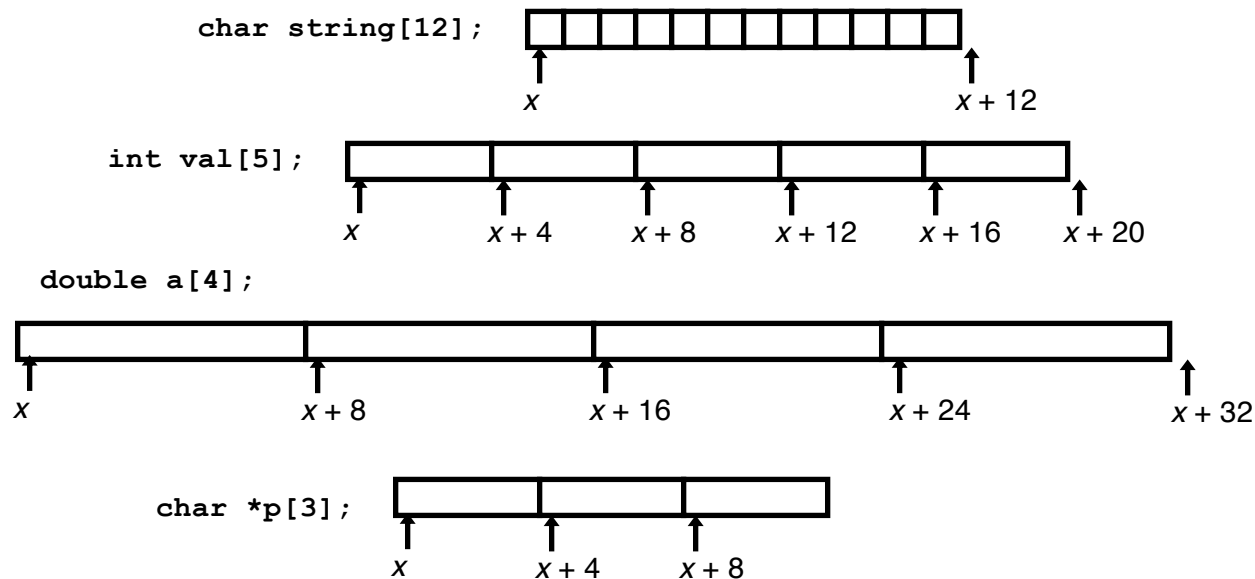 char string[12];
x x + 12
int val[5];
x x + 4 x + 8 x + 12 x + 16 x + 20
double a[4];
x x + 8 x + 16 x + 24 x + 32
char *p[3];
x x + 4 x + 8